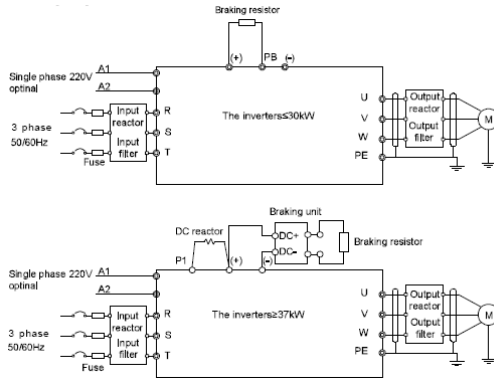 Braking resistor
(+) PB (-)
A1
Single phase 220V
A2
optinal
R
S
T
Input
reactor
Input
filter
3 phase
50/60Hz
Fuse
The inverters≤30kW
U
V
W
PE
Output
reactor
Output
filter
M
Braking unit
DC reactor
DC+
DC-
Braking resistor
P1 (+) (-)
A1
Single phase 220V
optinal
A2
R
S
T
Input
reactor
Input
filter
3 phase
50/60Hz
Fuse
The inverters≥37kW
U
V
W
PE
Output
reactor
Output
filter
M